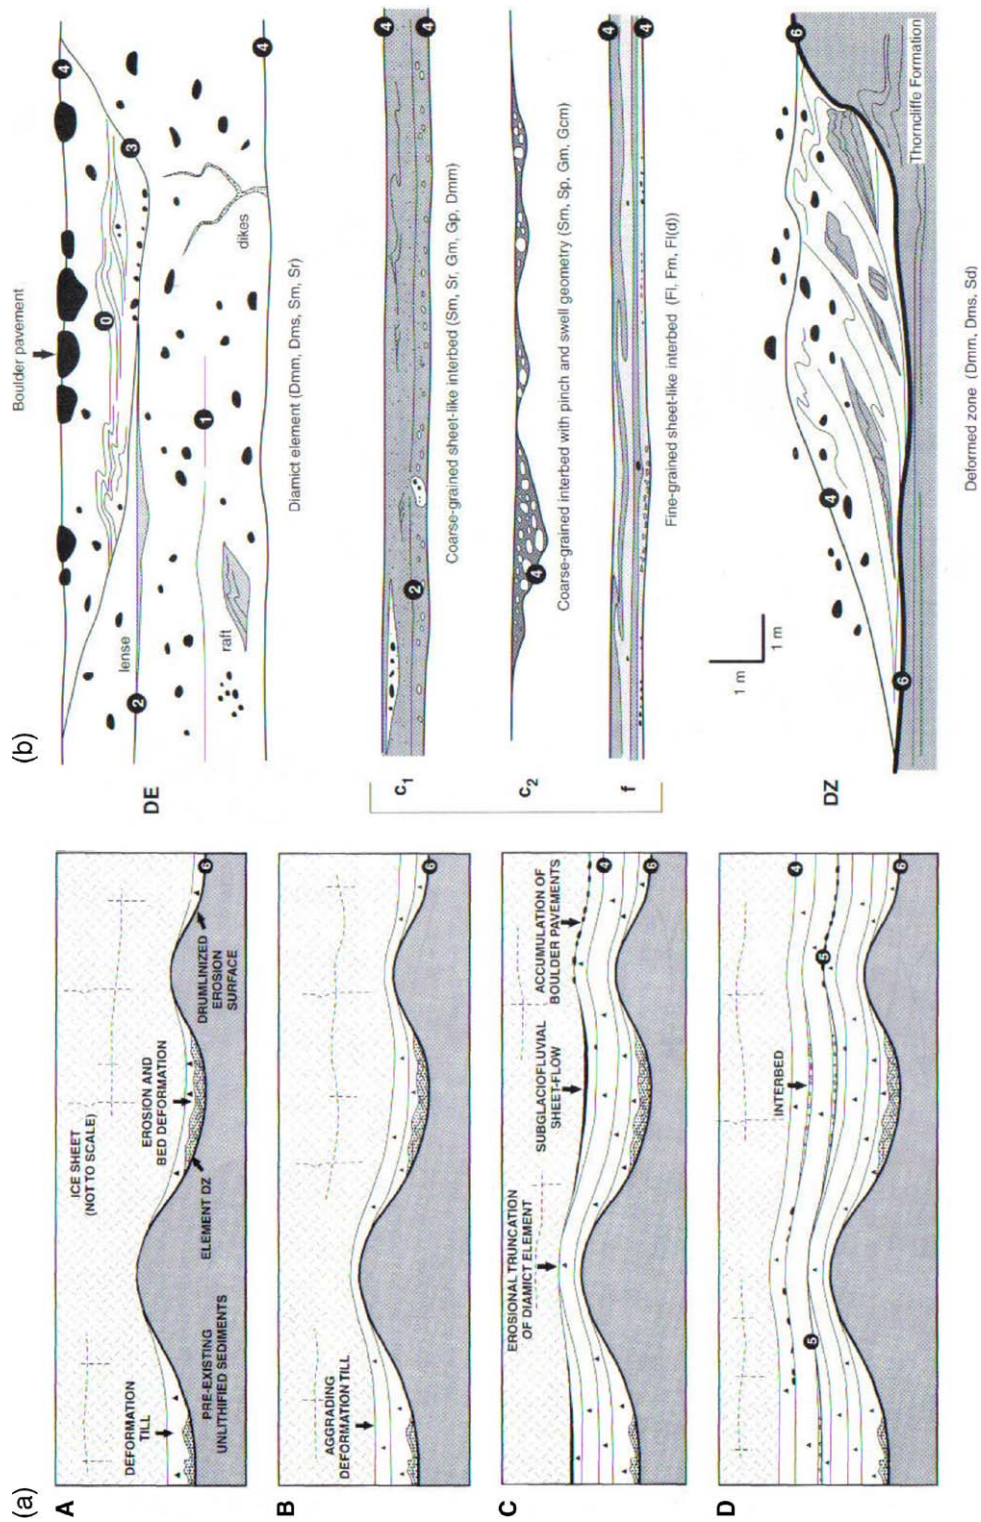 (a)
A
ICE SHEET
(NOT TO SCALE)
DEFORMATION
TILL
EROSION AND
BED DEFORMATION
PRE-EXISTING
UNLITHIFIED SEDIMENTS
ELEMENT DZ
DRUMLINIZED
EROSION
SURFACE
6
B
AGGRADING
DEFORMATION TILL
6
C
EROSIONAL TRUNCATION
OF DIAMICT ELEMENT
SUBGLACIOFLUVIAL
SHEET-FLOW
ACCUMULATION OF
BOULDER PAVEMENTS
4
6
D
INTERBED
5
5
4
6
(b)
DE
Boulder pavement
4
0
3
lense
2
1
raft
dikes
4
Diamict element (Dmm, Dms, Sm, Sr)
c1
4
2
4
Coarse-grained sheet-like interbed (Sm, Sr, Gm, Gp, Dmm)
c2
4
Coarse-grained interbed with pinch and swell geometry (Sm, Sp, Gm, Gcm)
f
4
4
Fine-grained sheet-like interbed (Fl, Fm, Fl(d))
DZ
1 m
1 m
6
4
6
Thorncliffe Formation
Deformed zone (Dmm, Dms, Sd)